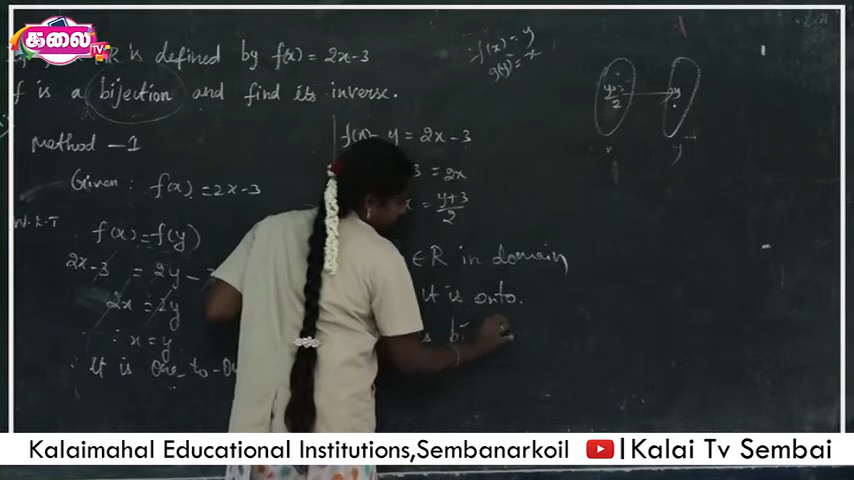 கலை TV
R is defined by f(x) = 2x-3
f is a bijection and find its inverse.
Method -1
Given: f(x) = 2x-3
W.K.T
f(x) = f(y)
2x-3 = 2y -
2x = 2y
∴ x = y
∴ It is One-to-
f(x) = y = 2x-3
3 = 2x
x = y+3/2
∈R in domain
it is onto.
f(x) = y
g(y) = x
y+3/2
y
x
y
Kalaimahal Educational Institutions,Sembanarkoil
|Kalai Tv Sembai